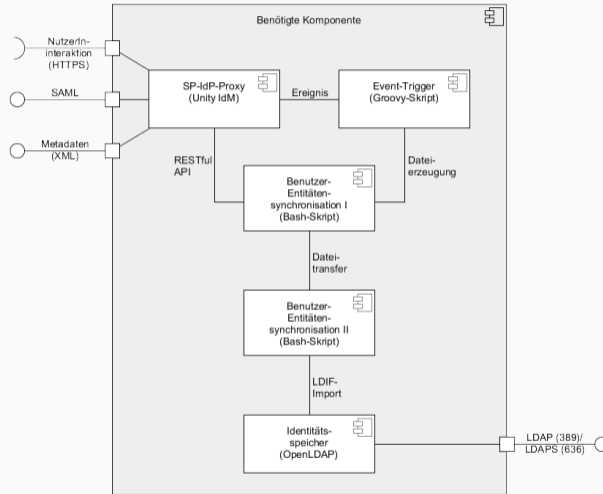 Benötigte Komponente
NutzerIn-
interaktion
(HTTPS)
SAML
Metadaten
(XML)
SP-IdP-Proxy
(Unity IdM)
Ereignis
Event-Trigger
(Groovy-Skript)
RESTful
API
Datei-
erzeugung
Benutzer-
Entitäten-
synchronisation I
(Bash-Skript)
Datei-
transfer
Benutzer-
Entitäten-
synchronisation II
(Bash-Skript)
LDIF-
Import
Identitäts-
speicher
(OpenLDAP)
LDAP (389)/
LDAPS (636)